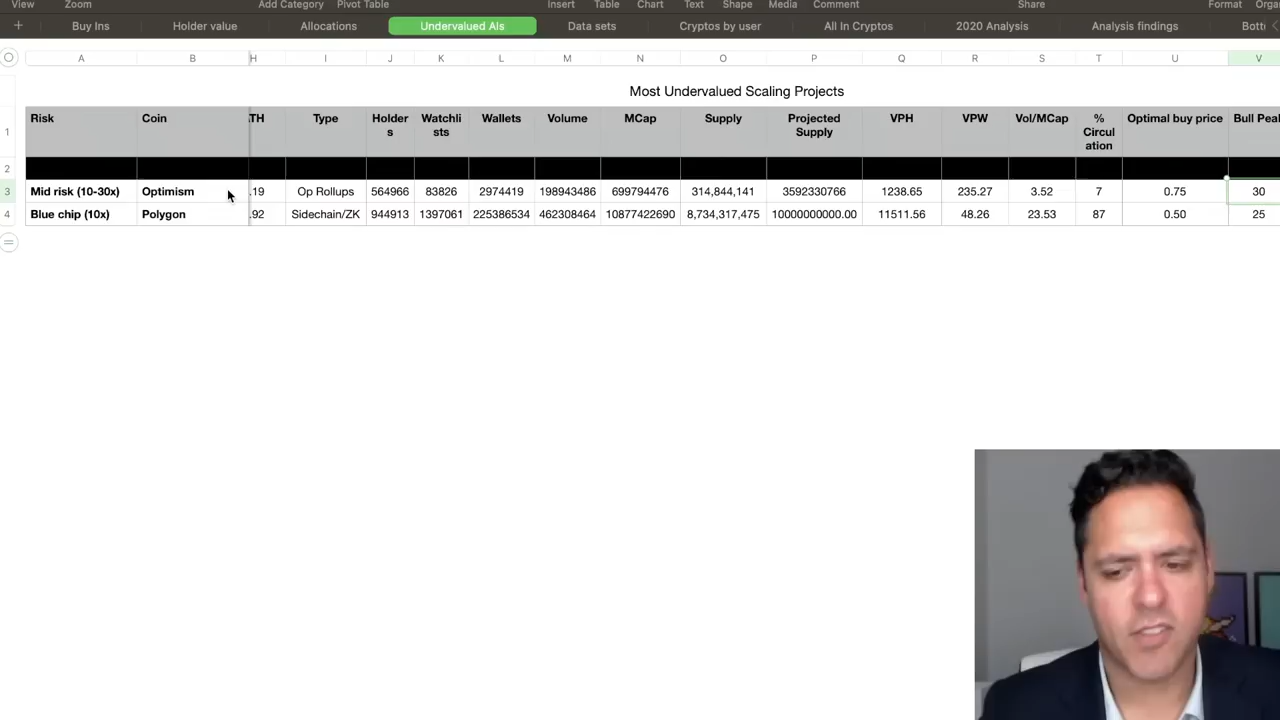 View Zoom Add Category Pivot Table Insert Table Chart Text Shape Media Comment Share Format
+ Buy Ins Holder value Allocations Undervalued AIs Data sets Cryptos by user All In Cryptos 2020 Analysis Analysis findings Bott
A B H I J K L M N O P Q R S T U V
Most Undervalued Scaling Projects
1 Risk Coin TH Type Holders Watchlists Wallets Volume MCap Supply Projected Supply VPH VPW Vol/MCap % Circulation Optimal buy price Bull Peak
2
3 Mid risk (10-30x) Optimism .19 Op Rollups 564966 83826 2974419 198943486 699794476 314,844,141 3592330766 1238.65 235.27 3.52 7 0.75 30
4 Blue chip (10x) Polygon .92 Sidechain/ZK 944913 1397061 225386534 462308464 10877422690 8,734,317,475 10000000000.00 11511.56 48.26 23.53 87 0.50 25